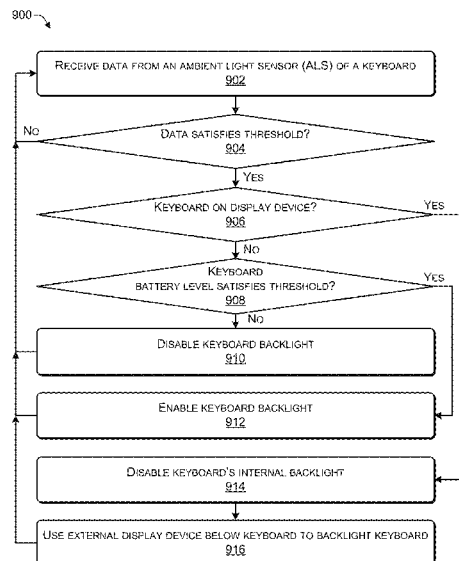 900
RECEIVE DATA FROM AN AMBIENT LIGHT SENSOR (ALS) OF A KEYBOARD
902
NO
DATA SATISFIES THRESHOLD?
904
YES
KEYBOARD ON DISPLAY DEVICE?
906
YES
NO
KEYBOARD
BATTERY LEVEL SATISFIES THRESHOLD?
908
YES
NO
DISABLE KEYBOARD BACKLIGHT
910
ENABLE KEYBOARD BACKLIGHT
912
DISABLE KEYBOARD'S INTERNAL BACKLIGHT
914
USE EXTERNAL DISPLAY DEVICE BELOW KEYBOARD TO BACKLIGHT KEYBOARD
916